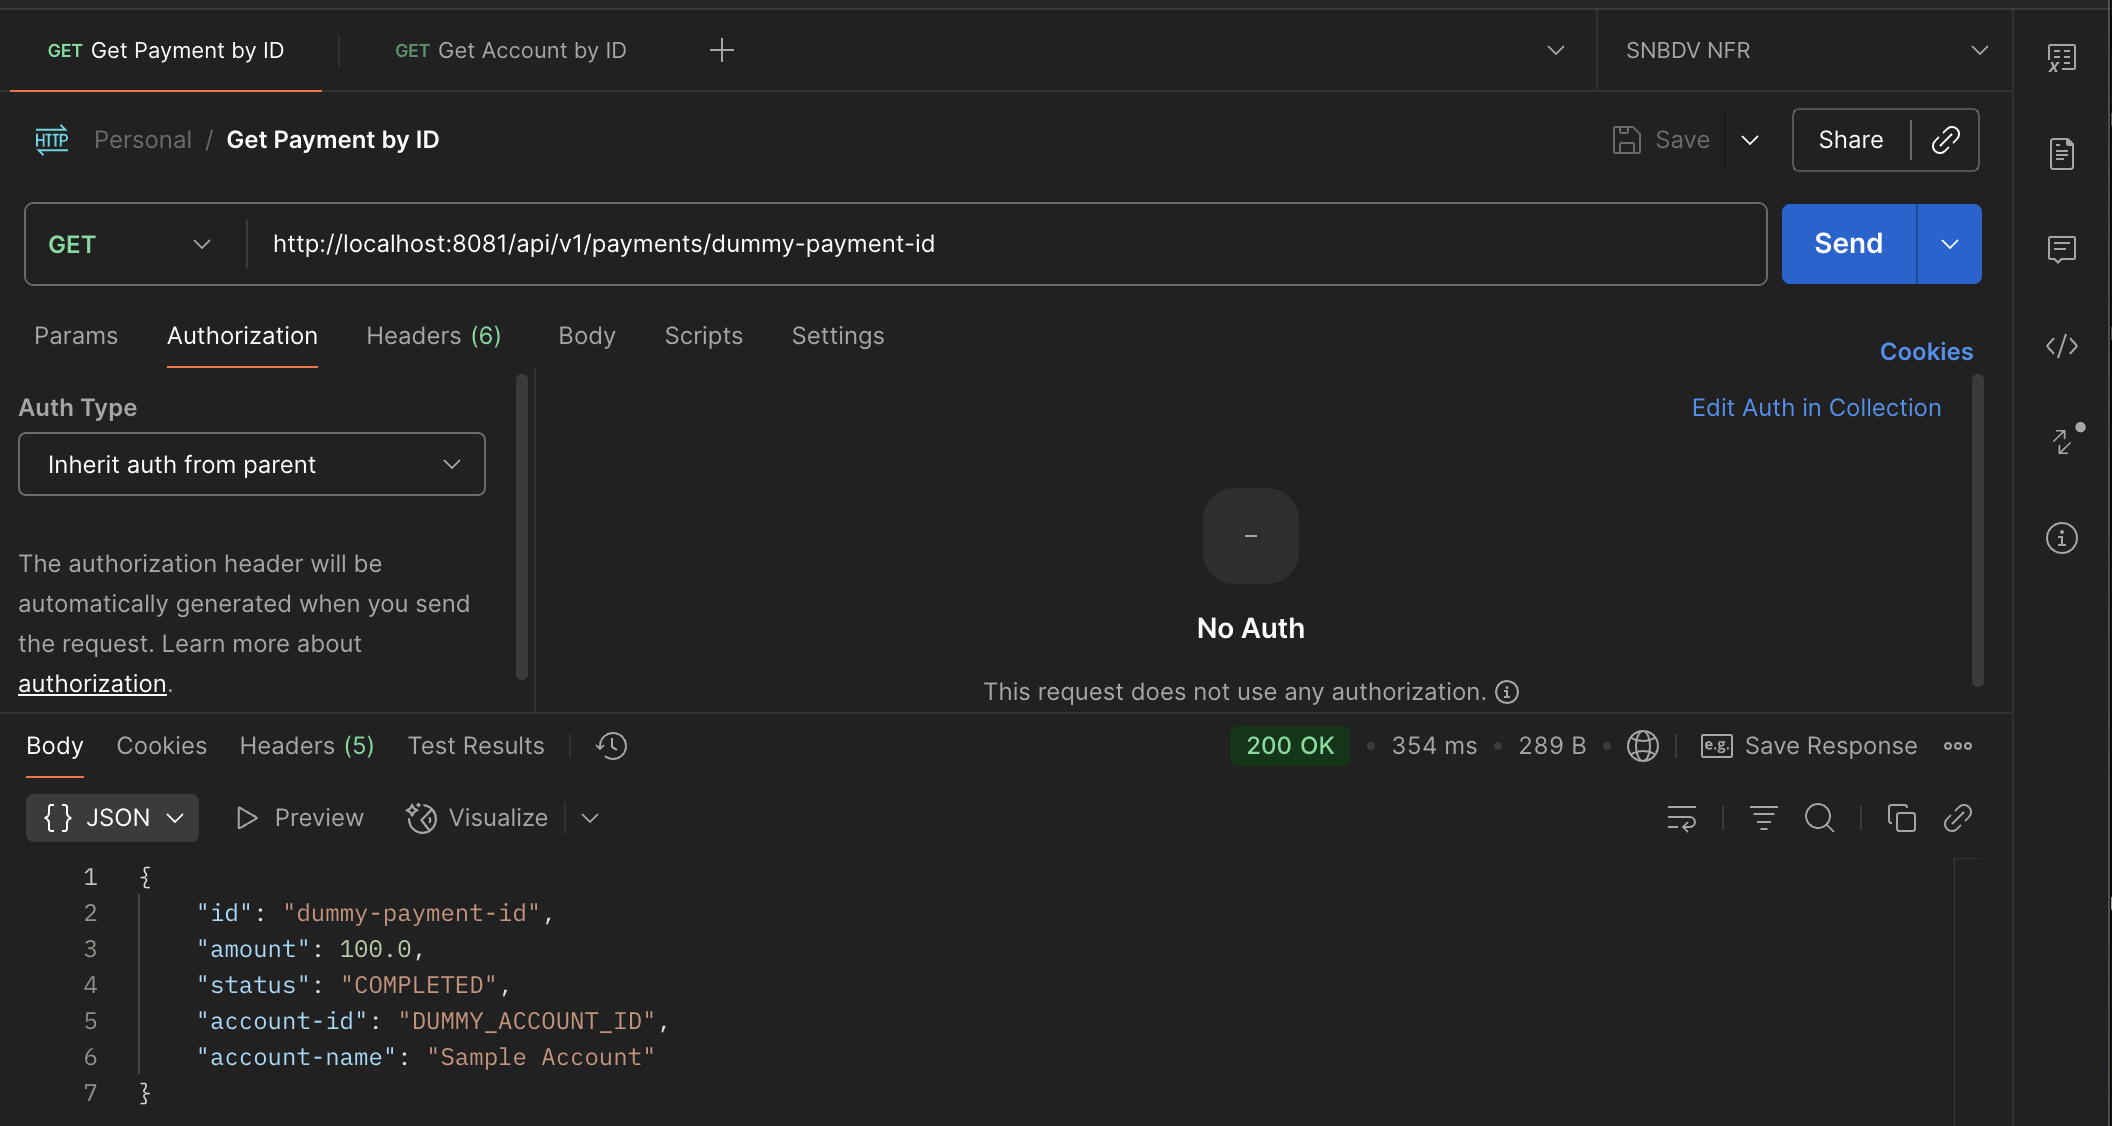 GET Get Payment by ID GET Get Account by ID SNBDV NFR
HTTP Personal / Get Payment by ID Save Share
GET http://localhost:8081/api/v1/payments/dummy-payment-id Send
Params Authorization Headers (6) Body Scripts Settings
Cookies
Auth Type
Edit Auth in Collection
Inherit auth from parent
The authorization header will be
automatically generated when you send
the request. Learn more about
authorization.
No Auth
This request does not use any authorization.
Body Cookies Headers (5) Test Results 200 OK • 354 ms • 289 B • e.g. Save Response
{} JSON Preview Visualize
1 {
2 "id": "dummy-payment-id",
3 "amount": 100.0,
4 "status": "COMPLETED",
5 "account-id": "DUMMY_ACCOUNT_ID",
6 "account-name": "Sample Account"
7 }